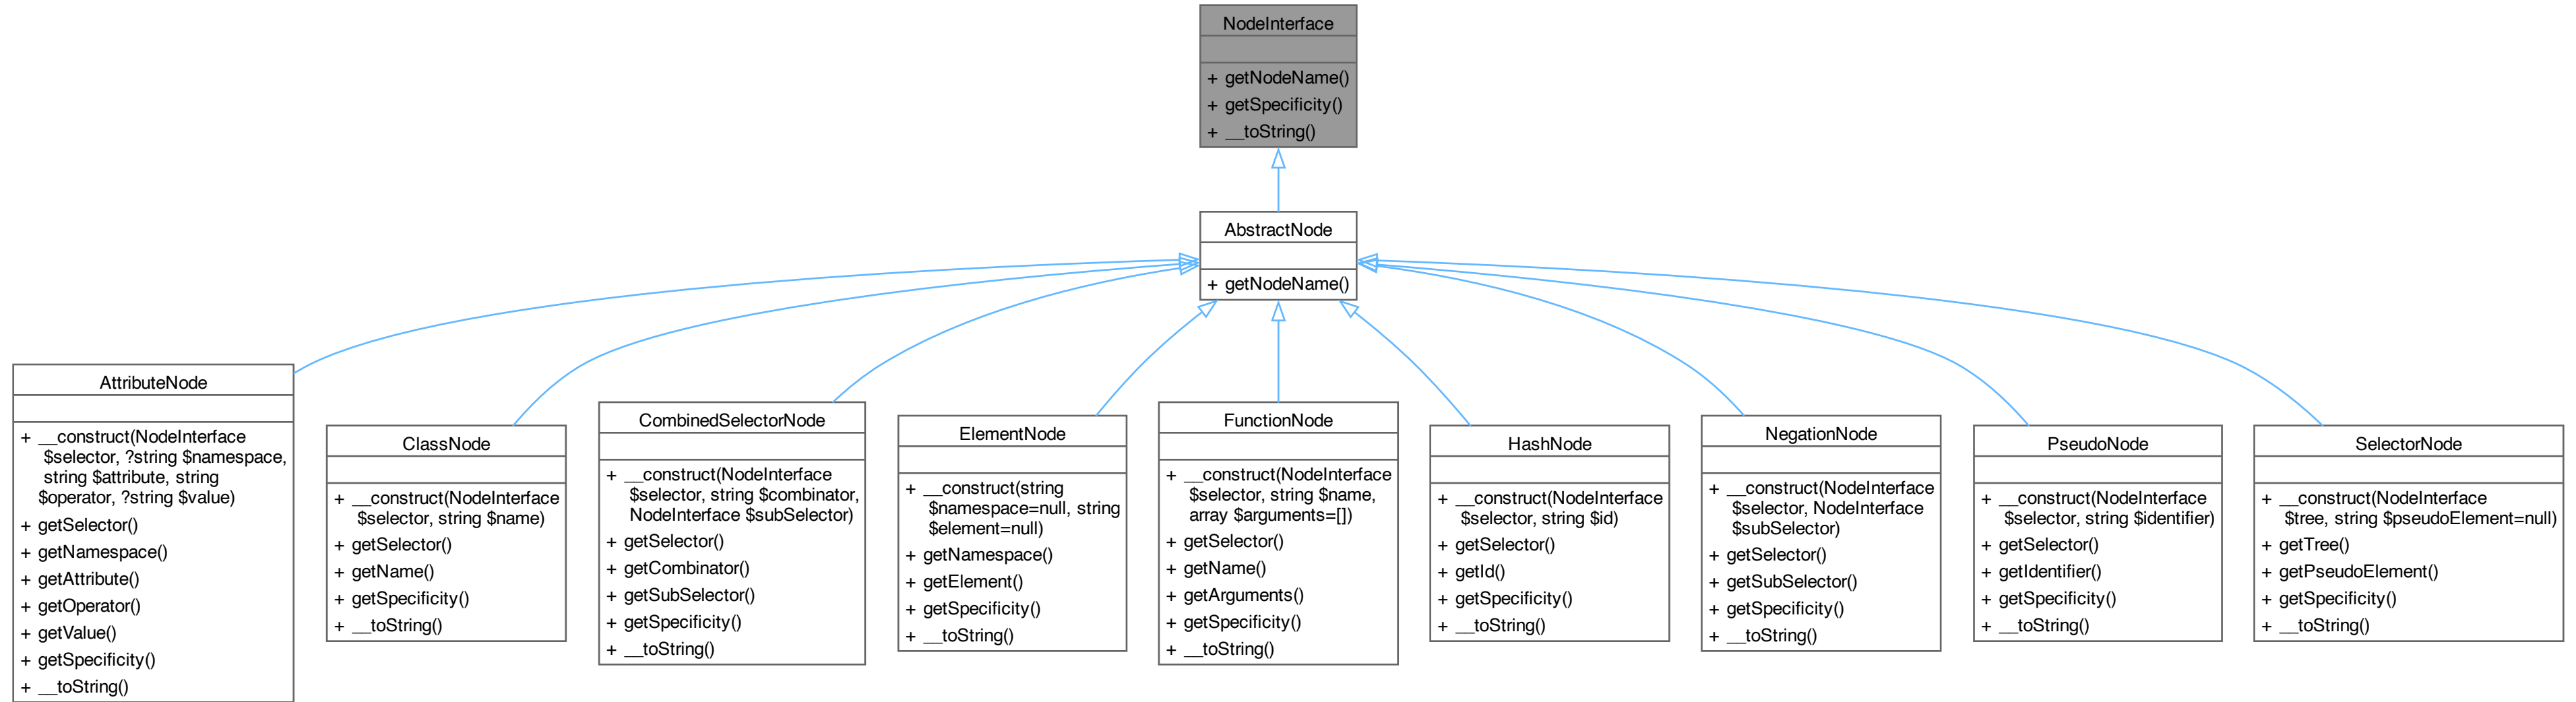 NodeInterface
+ getNodeName()
+ getSpecificity()
+ __toString()
AbstractNode
+ getNodeName()
AttributeNode
+ __construct(NodeInterface
$selector, ?string $namespace,
string $attribute, string
$operator, ?string $value)
+ getSelector()
+ getNamespace()
+ getAttribute()
+ getOperator()
+ getValue()
+ getSpecificity()
+ __toString()
ClassNode
+ __construct(NodeInterface
$selector, string $name)
+ getSelector()
+ getName()
+ getSpecificity()
+ __toString()
CombinedSelectorNode
+ __construct(NodeInterface
$selector, string $combinator,
NodeInterface $subSelector)
+ getSelector()
+ getCombinator()
+ getSubSelector()
+ getSpecificity()
+ __toString()
ElementNode
+ __construct(string
$namespace=null, string
$element=null)
+ getNamespace()
+ getElement()
+ getSpecificity()
+ __toString()
FunctionNode
+ __construct(NodeInterface
$selector, string $name,
array $arguments=[])
+ getSelector()
+ getName()
+ getArguments()
+ getSpecificity()
+ __toString()
HashNode
+ __construct(NodeInterface
$selector, string $id)
+ getSelector()
+ getId()
+ getSpecificity()
+ __toString()
NegationNode
+ __construct(NodeInterface
$selector, NodeInterface
$subSelector)
+ getSelector()
+ getSubSelector()
+ getSpecificity()
+ __toString()
PseudoNode
+ __construct(NodeInterface
$selector, string $identifier)
+ getSelector()
+ getIdentifier()
+ getSpecificity()
+ __toString()
SelectorNode
+ __construct(NodeInterface
$tree, string $pseudoElement=null)
+ getTree()
+ getPseudoElement()
+ getSpecificity()
+ __toString()